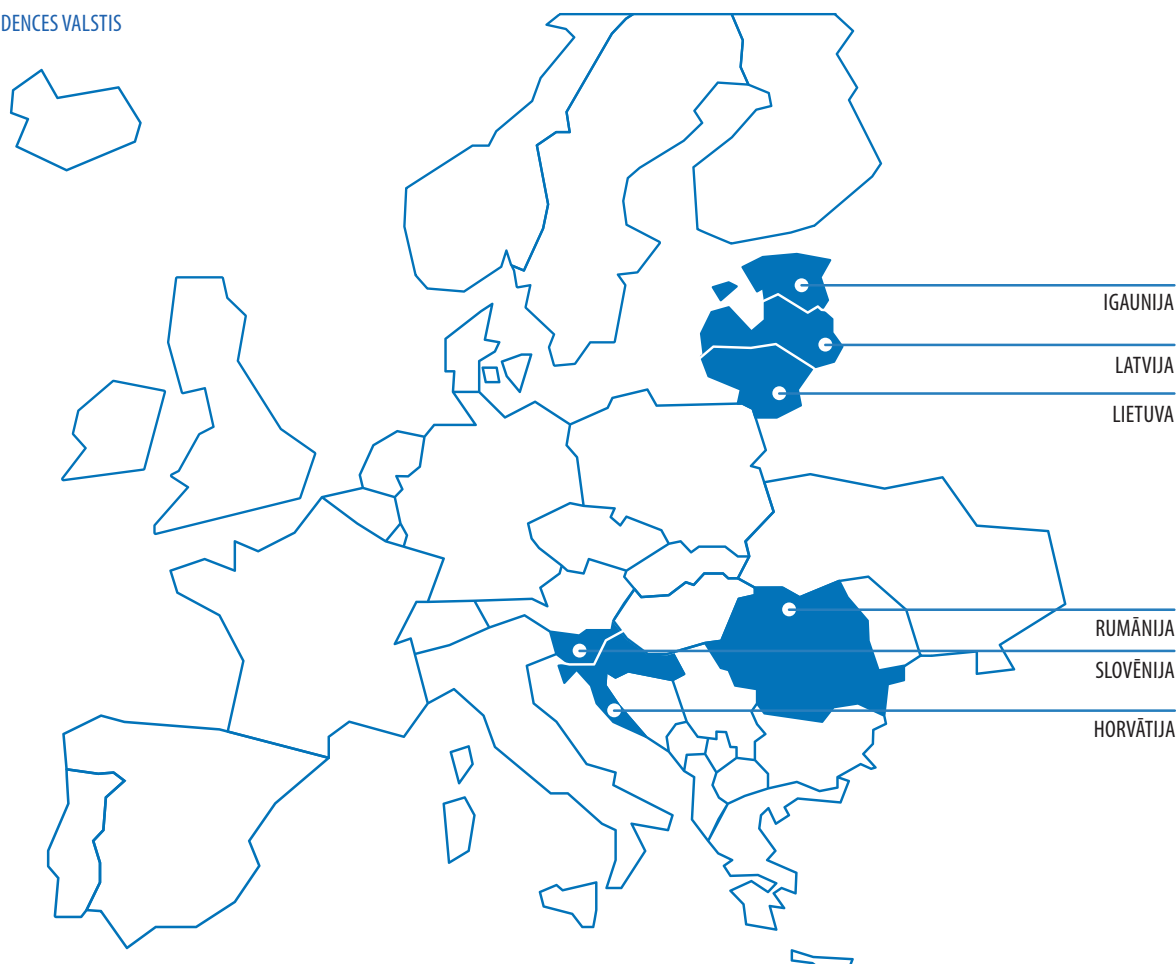 DENCES VALSTIS
IGAUNIJA
LATVIJA
LIETUVA
RUMĀNIJA
SLOVĒNIJA
HORVĀTIJA